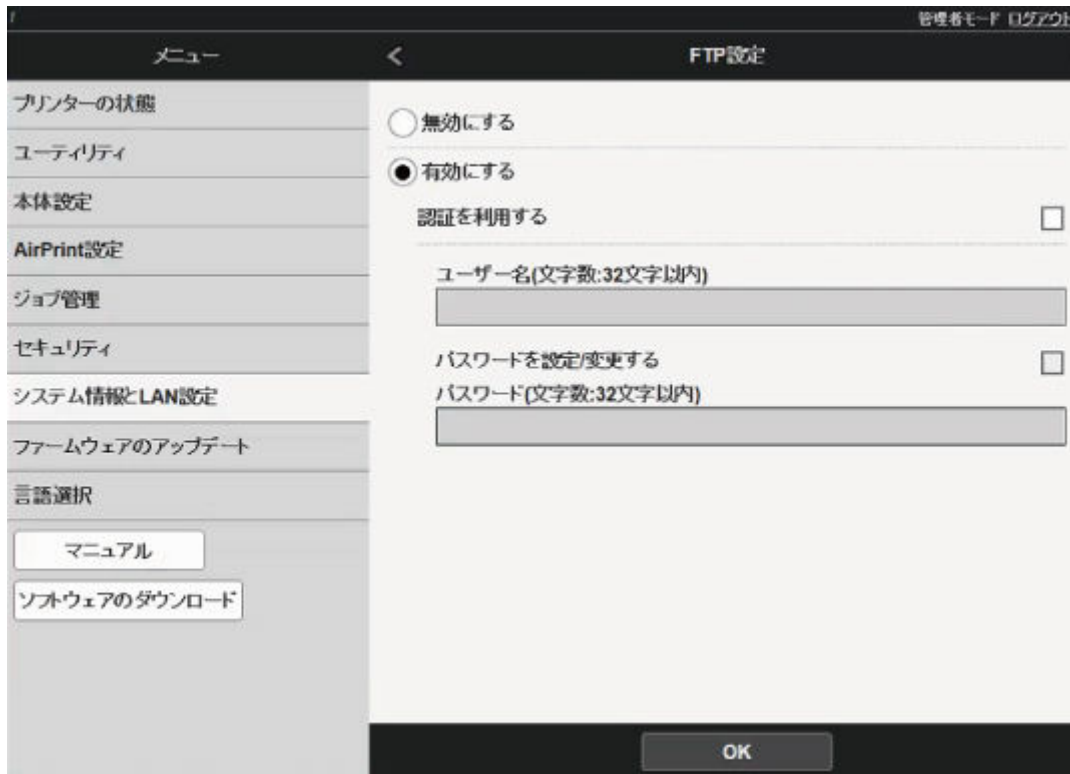 管理者モード ログアウト
メニュー
FTP設定
プリンターの状態
ユーティリティ
本体設定
AirPrint設定
ジョブ管理
セキュリティ
システム情報とLAN設定
ファームウェアのアップデート
言語選択
マニュアル
ソフトウェアのダウンロード
無効にする
有効にする
認証を利用する
ユーザー名(文字数:32文字以内)
パスワードを設定/変更する
パスワード(文字数:32文字以内)
OK